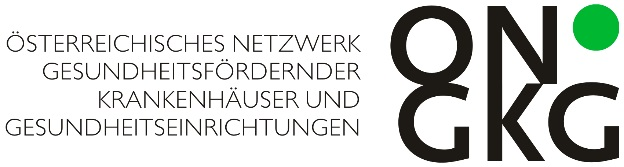 ÖSTERREICHISCHES NETZWERK
GESUNDHEITSFÖRDERNDER
KRANKENHÄUSER UND
GESUNDHEITSEINRICHTUNGEN
ON
GKG